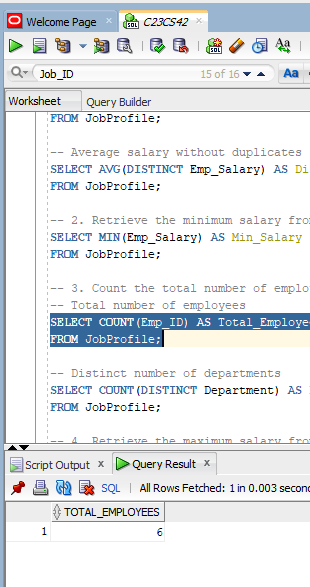 Welcome Page
C23CS42
Job_ID
15 of 16
Aa
Worksheet
Query Builder
FROM JobProfile;
-- Average salary without duplicates
SELECT AVG(DISTINCT Emp_Salary) AS Di
FROM JobProfile;
-- 2. Retrieve the minimum salary fro
SELECT MIN(Emp_Salary) AS Min_Salary
FROM JobProfile;
-- 3. Count the total number of emplo
-- Total number of employees
SELECT COUNT(Emp_ID) AS Total_Employe
FROM JobProfile;
-- Distinct number of departments
SELECT COUNT(DISTINCT Department) AS
FROM JobProfile;
-- 4. Retrieve the maximum salary from
Script Output x
Query Result x
SQL | All Rows Fetched: 1 in 0.003 second
TOTAL_EMPLOYEES
1 6